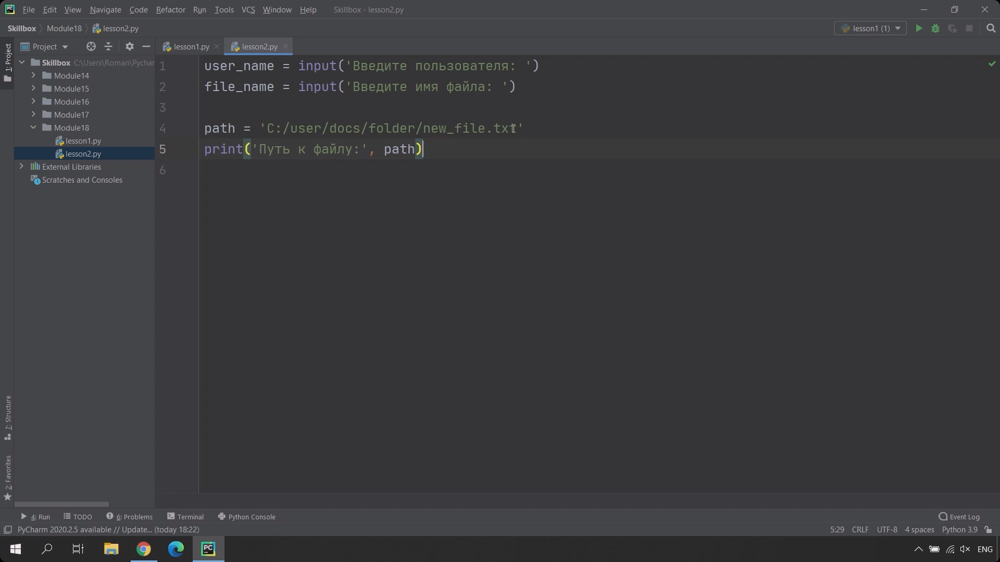 PC File Edit View Navigate Code Refactor Run Tools VCS Window Help Skillbox - lesson2.py
Skillbox Module18 lesson2.py lesson1 (1)
1: Project
Project
lesson1.py lesson2.py
Skillbox C:\Users\Roman\Pychar
Module14
Module15
Module16
Module17
Module18
lesson1.py
lesson2.py
External Libraries
Scratches and Consoles
1 user_name = input('Введите пользователя: ')
2 file_name = input('Введите имя файла: ')
3
4 path = 'C:/user/docs/folder/new_file.txt'
5 print('Путь к файлу:', path)
6
7: Structure
2: Favorites
4: Run TODO 6: Problems Terminal Python Console Event Log
PyCharm 2020.2.5 available // Update... (today 18:22) 5:29 CRLF UTF-8 4 spaces Python 3.9
PC ENG